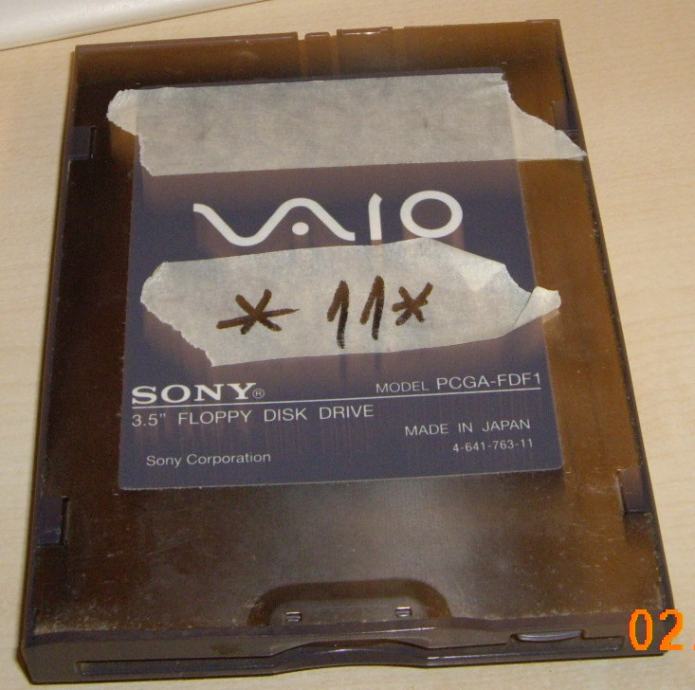 VAIO
* 11*
SONY®
MODEL PCGA-FDF1
3.5" FLOPPY DISK DRIVE
MADE IN JAPAN
4-641-763-11
Sony Corporation
02.